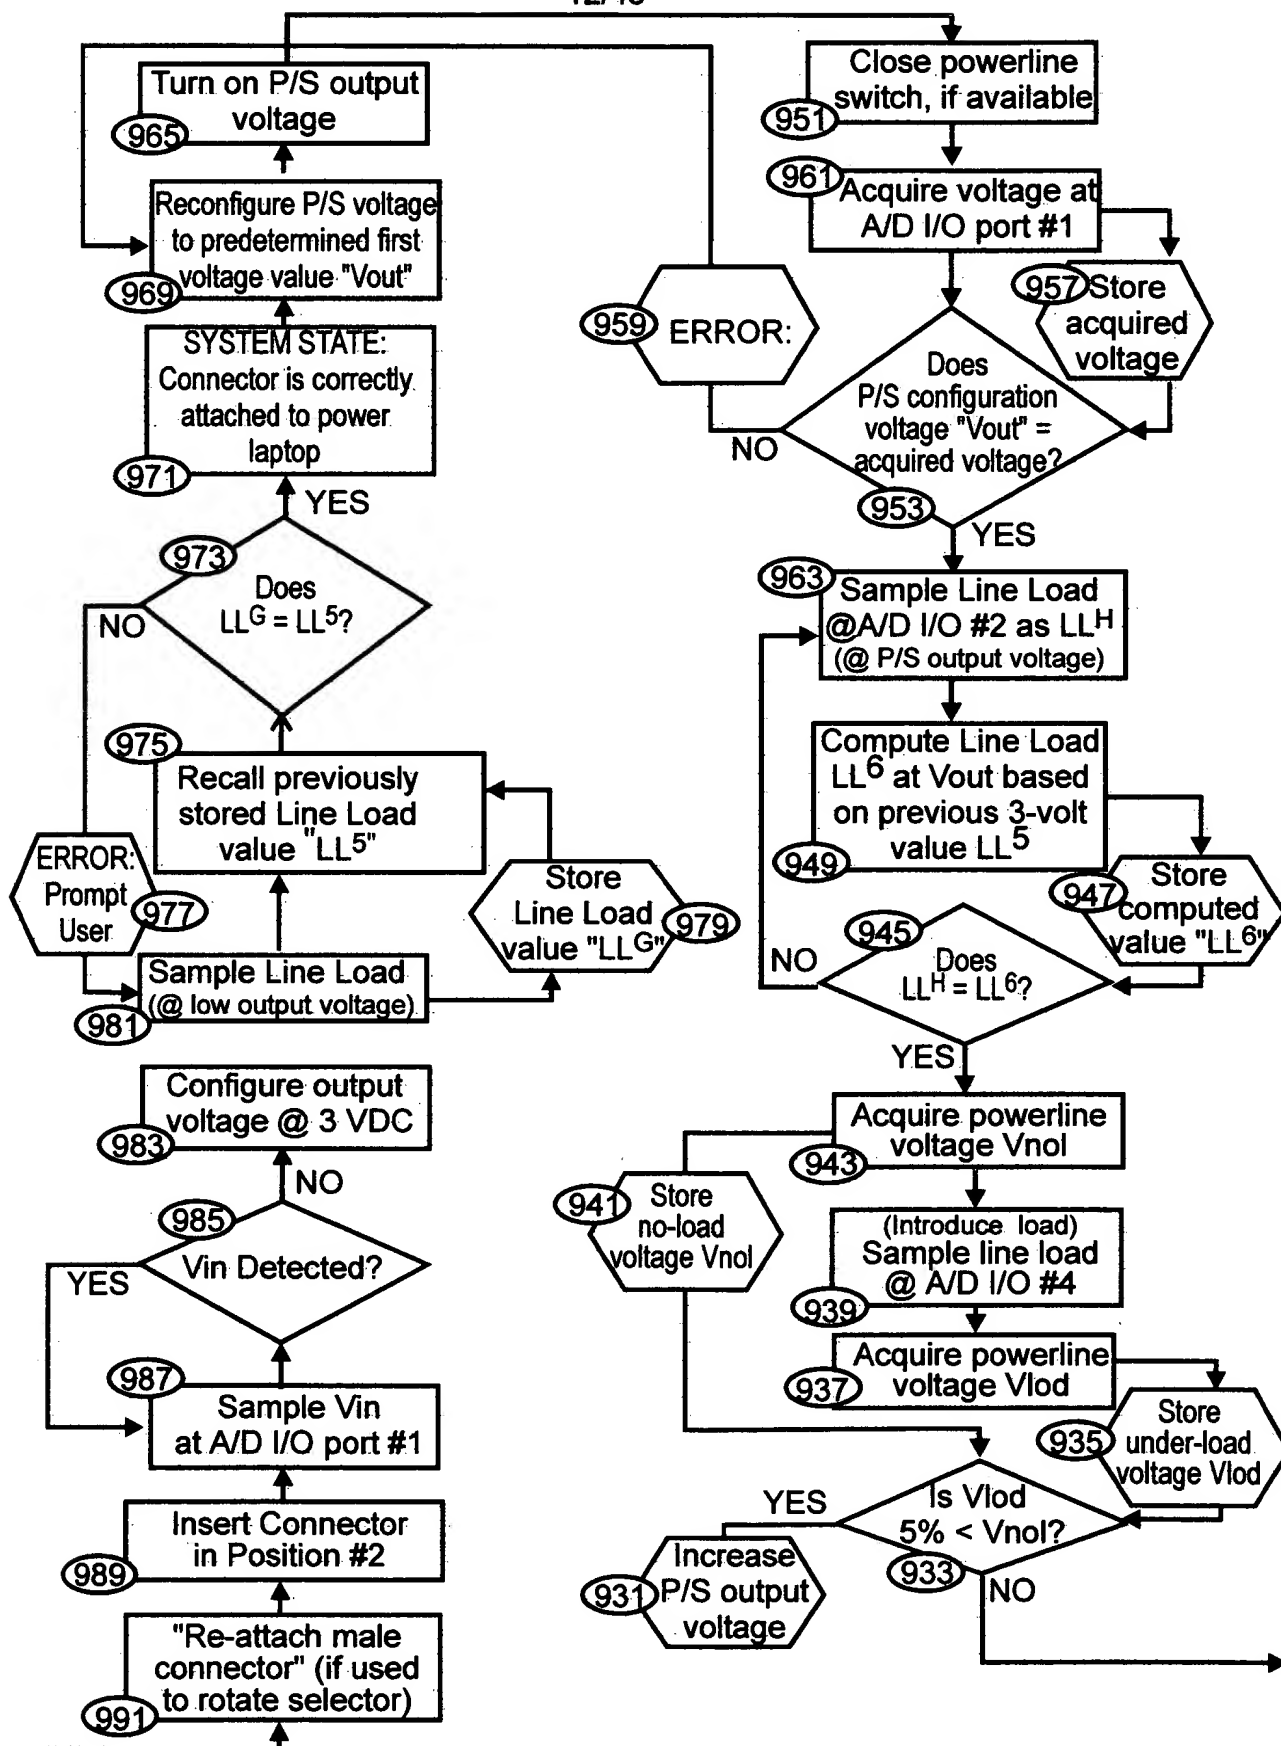 Turn on P/S output
voltage
965
Reconfigure P/S voltage
to predetermined first
voltage value "Vout"
969
SYSTEM STATE:
Connector is correctly
attached to power
laptop
971
YES
973
Does
LLG = LL5?
NO
975
Recall previously
stored Line Load
value "LL5"
ERROR:
Prompt
User
977
Store
Line Load
value "LLG"
979
Sample Line Load
(@ low output voltage)
981
Configure output
voltage @ 3 VDC
983
NO
985
Vin Detected?
YES
987
Sample Vin
at A/D I/O port #1
Insert Connector
in Position #2
989
"Re-attach male
connector" (if used
to rotate selector)
991
Close powerline
switch, if available
951
961
Acquire voltage at
A/D I/O port #1
957
Store
acquired
voltage
959
ERROR:
Does
P/S configuration
voltage "Vout" =
acquired voltage?
NO
953
YES
963
Sample Line Load
@A/D I/O #2 as LLH
(@ P/S output voltage)
Compute Line Load
LL6 at Vout based
on previous 3-volt
value LL5
949
947
Store
computed
value "LL6"
945
Does
LLH = LL6?
NO
YES
Acquire powerline
voltage Vnol
943
941
Store
no-load
voltage Vnol
(Introduce load)
Sample line load
@ A/D I/O #4
939
Acquire powerline
voltage Vlod
937
935
Store
under-load
voltage Vlod
Is Vlod
5% < Vnol?
YES
933
NO
931
Increase
P/S output
voltage